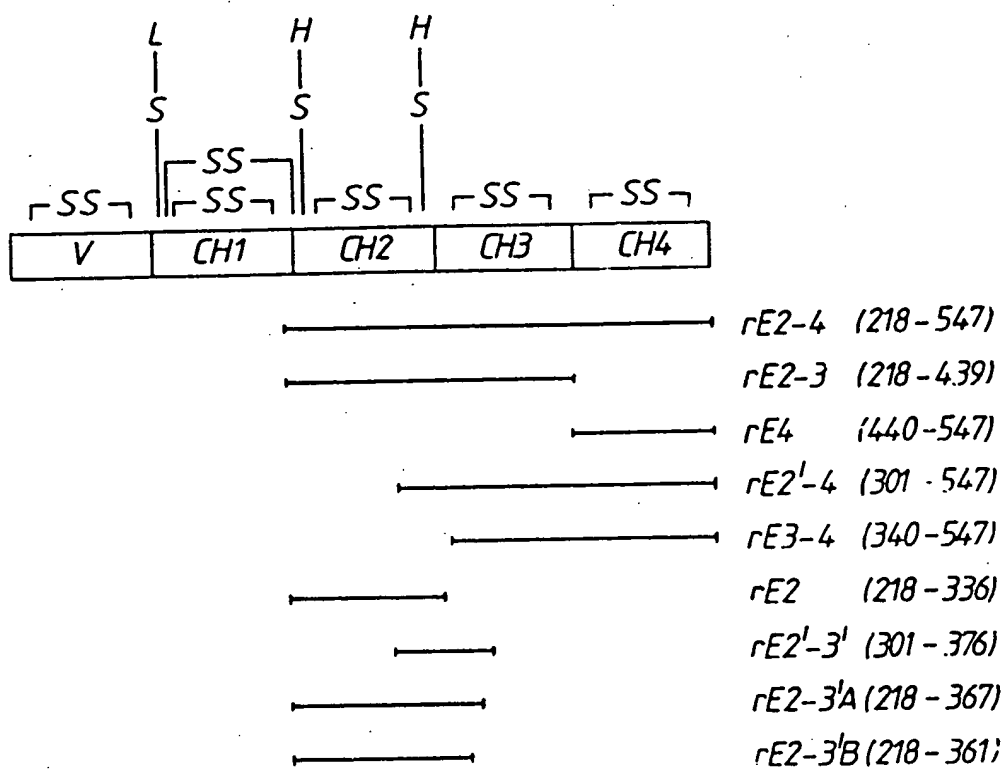 L H H
S S S
SS
SS SS SS SS SS
V CH1 CH2 CH3 CH4
rE2-4 (218-547)
rE2-3 (218-439)
rE4 (440-547)
rE2'-4 (301-547)
rE3-4 (340-547)
rE2 (218-336)
rE2'-3' (301-376)
rE2-3'A (218-367)
rE2-3'B (218-361)